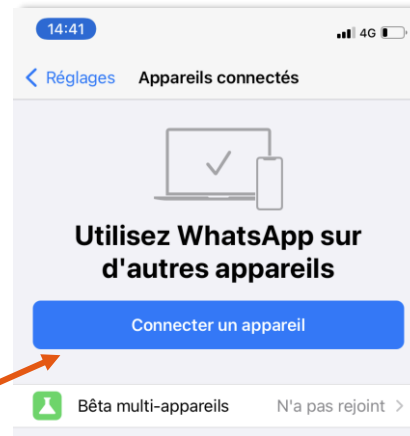 14:41 4G
Réglages Appareils connectés
Utilisez WhatsApp sur
d'autres appareils
Connecter un appareil
Bêta multi-appareils N'a pas rejoint